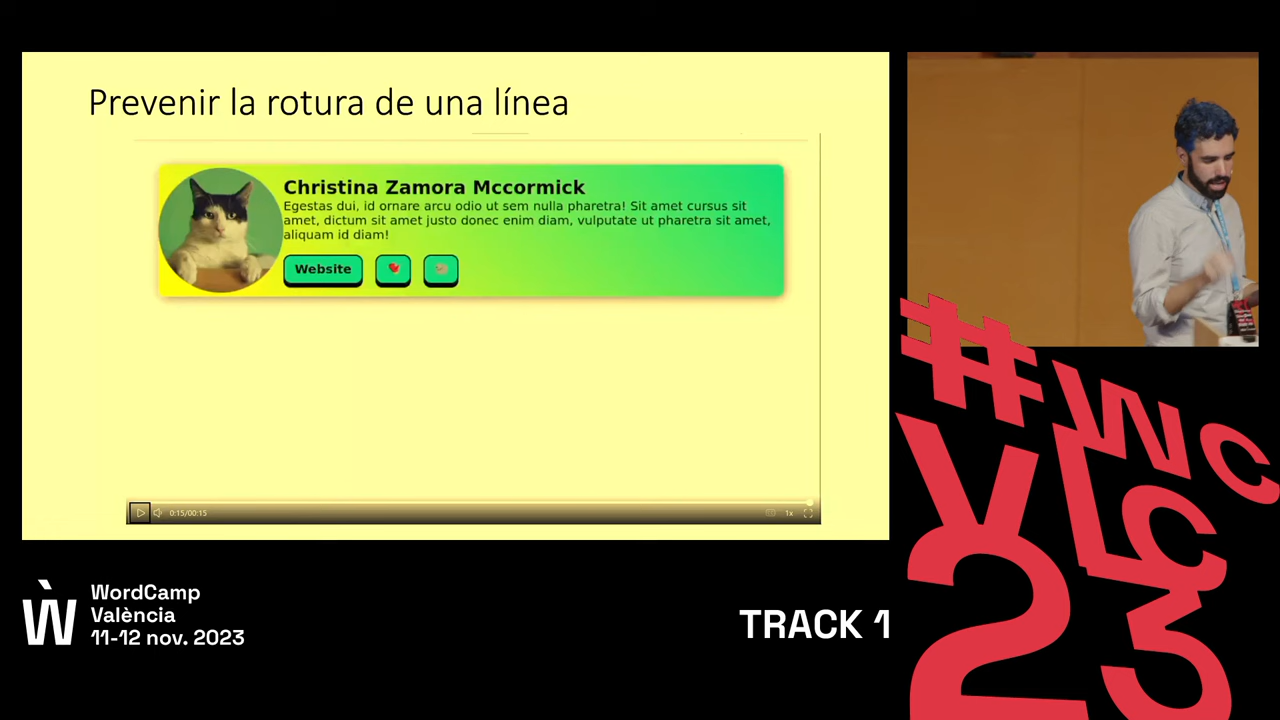 Prevenir la rotura de una línea
Christina Zamora Mccormick
Egestas dui, id ornare arcu odio ut sem nulla pharetra! Sit amet cursus sit
amet, dictum sit amet justo donec enim diam, vulputate ut pharetra sit amet,
aliquam id diam!
Website
0:15/00:15
1x
WordCamp
València
11-12 nov. 2023
TRACK 1
#WC
VLC
23